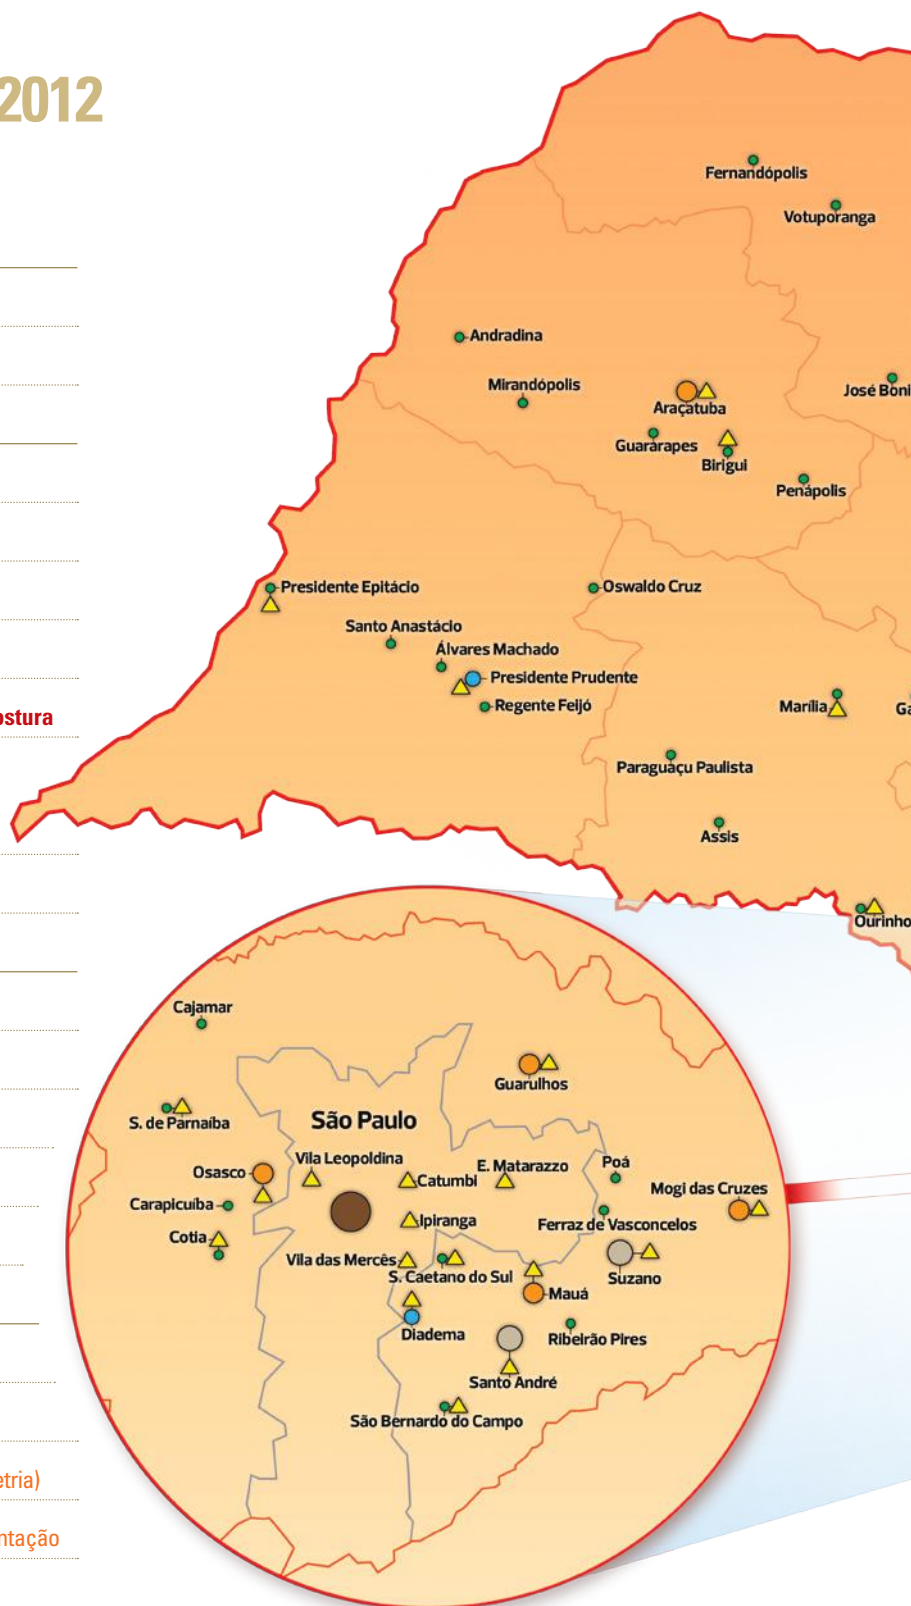 2012
Fernandópolis
Votuporanga
Andradina
Mirandópolis
José Boni
Araçatuba
Guararapes
Birigui
Penápolis
Presidente Epitácio
Oswaldo Cruz
Santo Anastácio
Álvares Machado
Presidente Prudente
Regente Feijó
Marília
Ga
ostura
Paraguaçu Paulista
Assis
Ourinho
Cajamar
Guarulhos
S. de Parnaíba
São Paulo
Vila Leopoldina
Osasco
Catumbi
E. Matarazzo
Poá
Mogi das Cruzes
Carapicuíba
Ipiranga
Ferraz de Vasconcelos
Cotia
Vila das Mercês
S. Caetano do Sul
Suzano
Mauá
Diadema
Ribeirão Pires
Santo André
São Bernardo do Campo
etria)
ntação